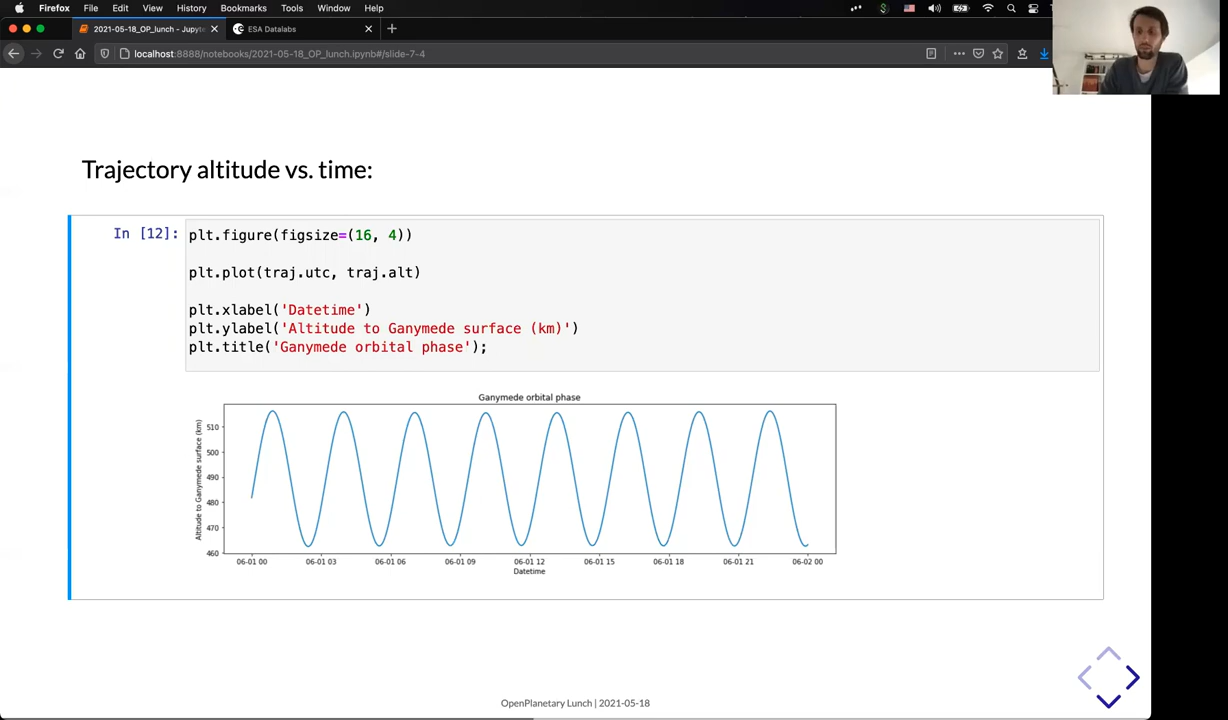 Firefox File Edit View History Bookmarks Tools Window Help
2021-05-18_OP_lunch - Jupyte
ESA Datalabs
localhost:8888/notebooks/2021-05-18_OP_lunch.ipynb#/slide-7-4
Trajectory altitude vs. time:
In [12]:
plt.figure(figsize=(16, 4))
plt.plot(traj.utc, traj.alt)
plt.xlabel('Datetime')
plt.ylabel('Altitude to Ganymede surface (km)')
plt.title('Ganymede orbital phase');
Ganymede orbital phase
Altitude to Ganymede surface (km)
510
500
490
480
470
460
06-01 00 06-01 03 06-01 06 06-01 09 06-01 12 06-01 15 06-01 18 06-01 21 06-02 00
Datetime
OpenPlanetary Lunch | 2021-05-18